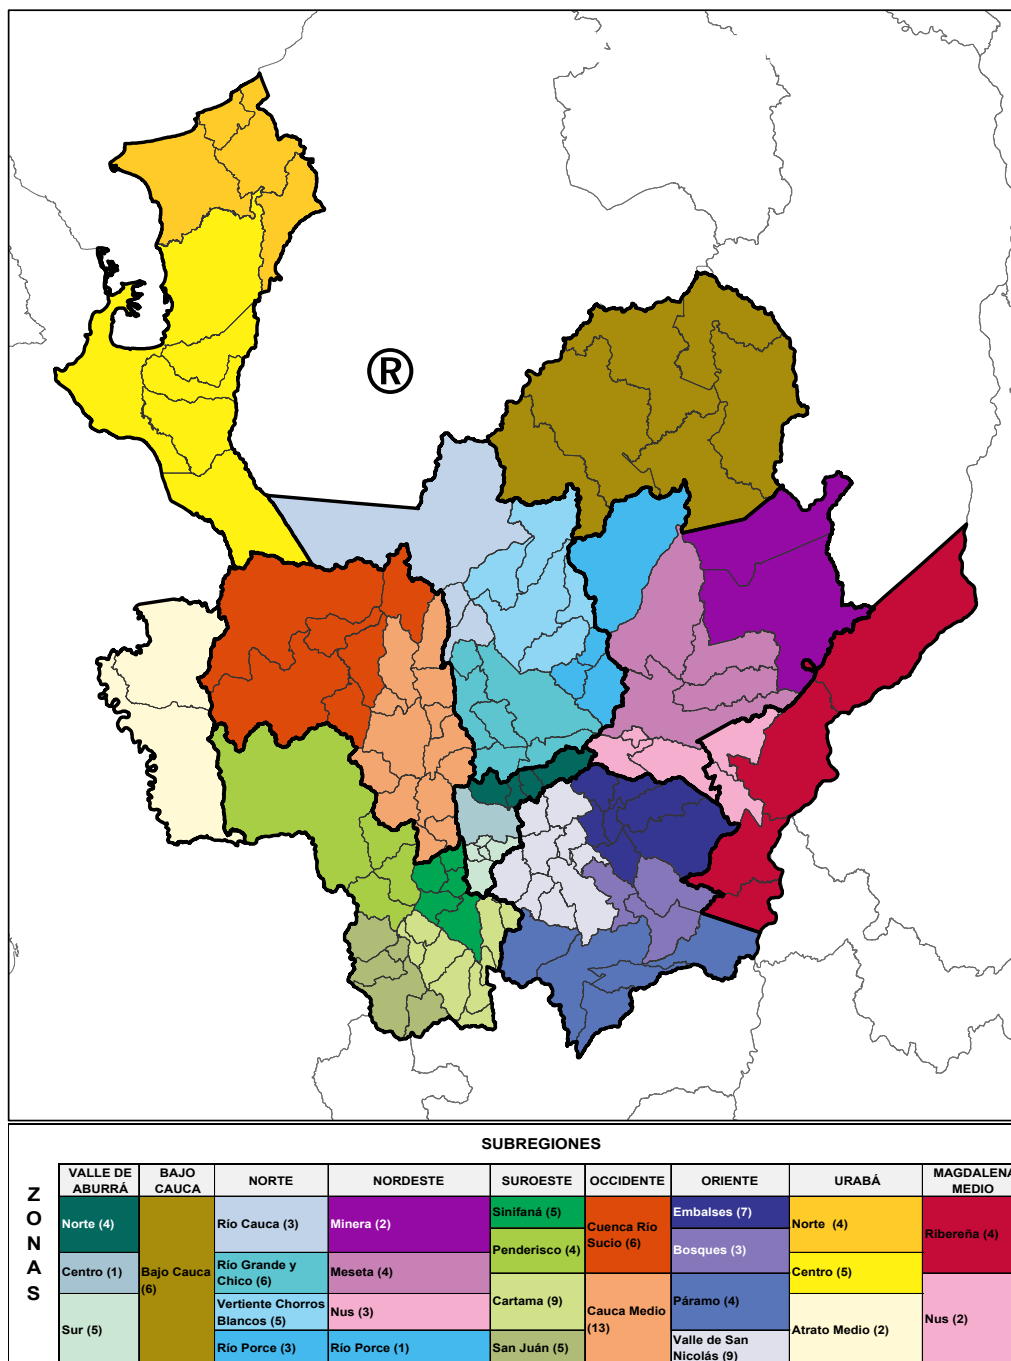 ®
SUBREGIONES
ZONAS
VALLE DE ABURRÁ
BAJO CAUCA
NORTE
NORDESTE
SUROESTE
OCCIDENTE
ORIENTE
URABÁ
MAGDALENA MEDIO
Norte (4)
Centro (1)
Sur (5)
Bajo Cauca
(6)
Río Cauca (3)
Río Grande y
Chico (6)
Vertiente Chorros
Blancos (5)
Río Porce (3)
Minera (2)
Meseta (4)
Nus (3)
Río Porce (1)
Sinifaná (5)
Penderisco (4)
Cartama (9)
San Juán (5)
Cuenca Río
Sucio (6)
Cauca Medio
(13)
Embalses (7)
Bosques (3)
Páramo (4)
Valle de San
Nicolás (9)
Norte (4)
Centro (5)
Atrato Medio (2)
Ribereña (4)
Nus (2)